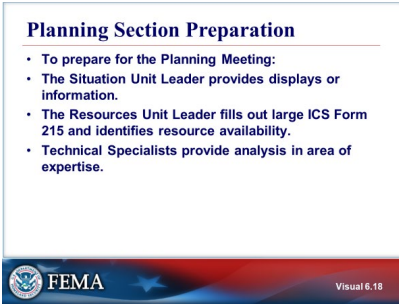 Planning Section Preparation
• To prepare for the Planning Meeting:
• The Situation Unit Leader provides displays or
information.
• The Resources Unit Leader fills out large ICS Form
215 and identifies resource availability.
• Technical Specialists provide analysis in area of
expertise.
FEMA
Visual 6.18